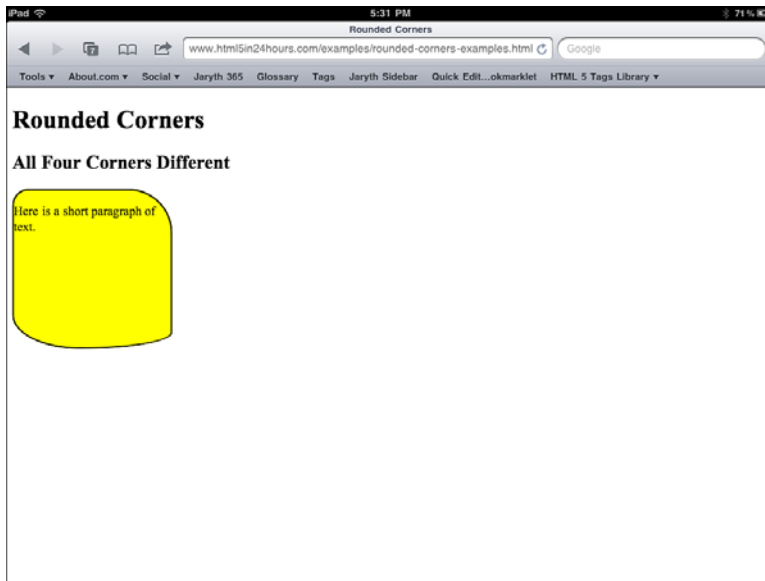 iPad 5:31 PM 71%
Rounded Corners
7 www.html5in24hours.com/examples/rounded-corners-examples.html Google
Tools ▾ About.com ▾ Social ▾ Jaryth 365 Glossary Tags Jaryth Sidebar Quick Edit...okmarklet HTML 5 Tags Library ▾
Rounded Corners
All Four Corners Different
Here is a short paragraph of
text.